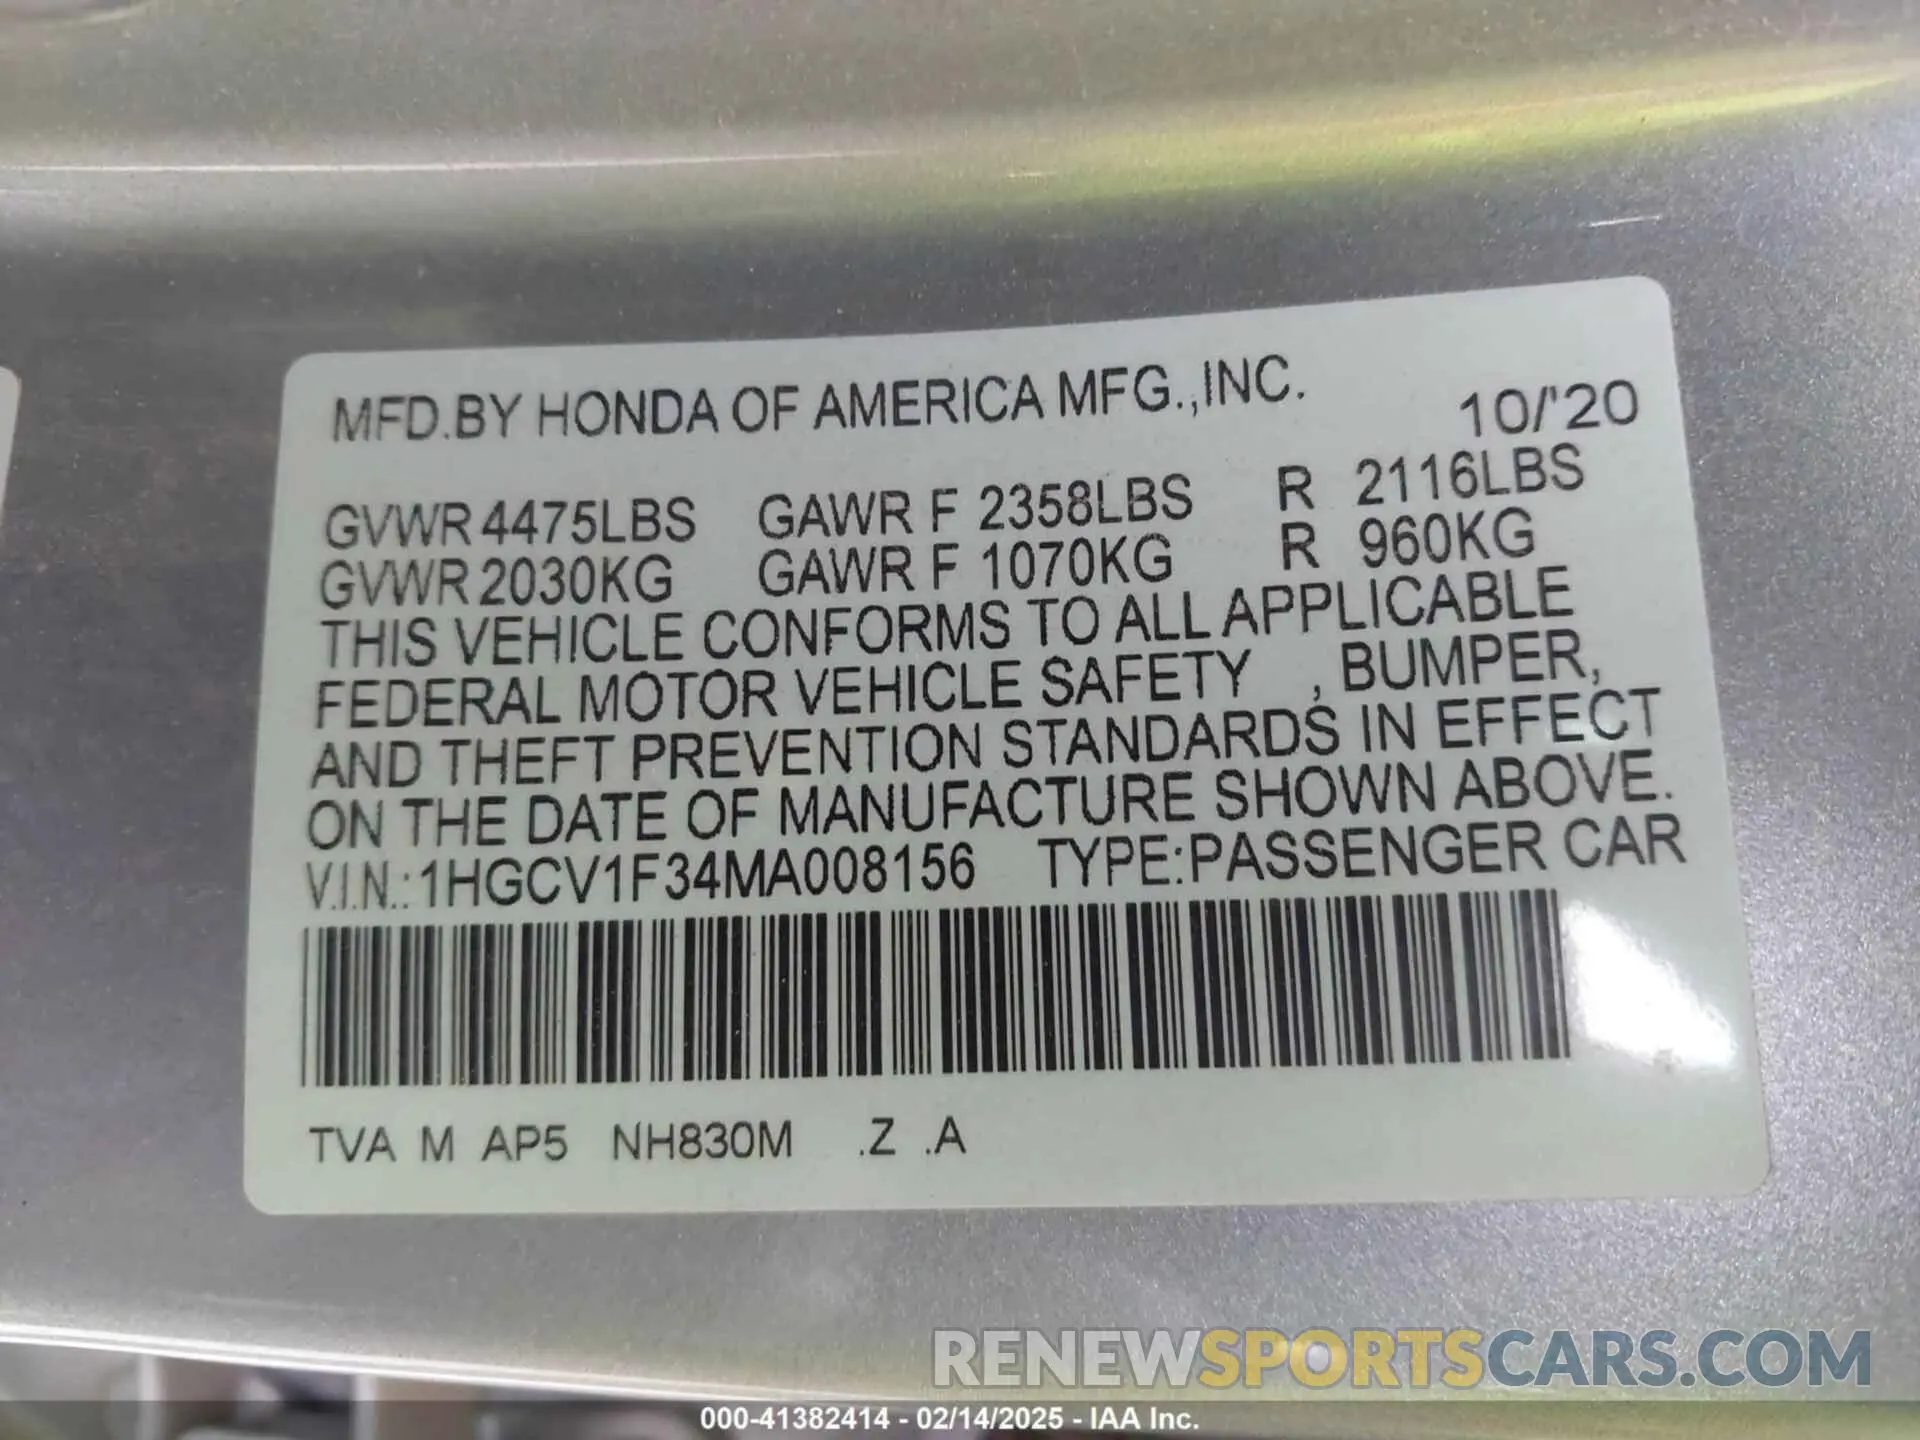 MFD.BY HONDA OF AMERICA MFG.,INC. 10/'20
GVWR 4475LBS GAWR F 2358LBS R 2116LBS
GVWR 2030KG GAWR F 1070KG R 960KG
THIS VEHICLE CONFORMS TO ALL APPLICABLE
FEDERAL MOTOR VEHICLE SAFETY , BUMPER,
AND THEFT PREVENTION STANDARDS IN EFFECT
ON THE DATE OF MANUFACTURE SHOWN ABOVE.
V.I.N.:1HGCV1F34MA008156 TYPE:PASSENGER CAR
TVA M AP5 NH830M .Z .A
RENEWSPORTSCARS.COM
000-41382414 - 02/14/2025 - IAA Inc.